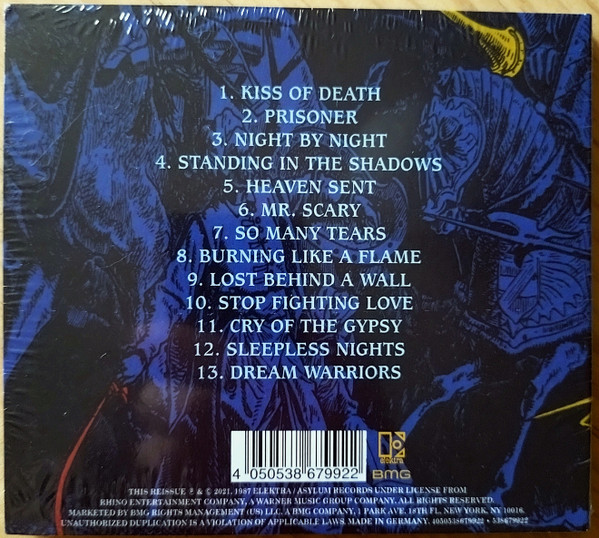 1. KISS OF DEATH
2. PRISONER
3. NIGHT BY NIGHT
4. STANDING IN THE SHADOWS
5. HEAVEN SENT
6. MR. SCARY
7. SO MANY TEARS
8. BURNING LIKE A FLAME
9. LOST BEHIND A WALL
10. STOP FIGHTING LOVE
11. CRY OF THE GYPSY
12. SLEEPLESS NIGHTS
13. DREAM WARRIORS
4 050538 679922
elektra
BMG
THIS REISSUE ℗ & © 2021, 1987 ELEKTRA / ASYLUM RECORDS UNDER LICENSE FROM
RHINO ENTERTAINMENT COMPANY, A WARNER MUSIC GROUP COMPANY. ALL RIGHTS RESERVED.
MARKETED BY BMG RIGHTS MANAGEMENT (US) LLC, A BMG COMPANY, 1 PARK AVE. 18TH FL, NEW YORK, NY 10016.
UNAUTHORIZED DUPLICATION IS A VIOLATION OF APPLICABLE LAWS. MADE IN GERMANY. 4050538679922 • 538679922